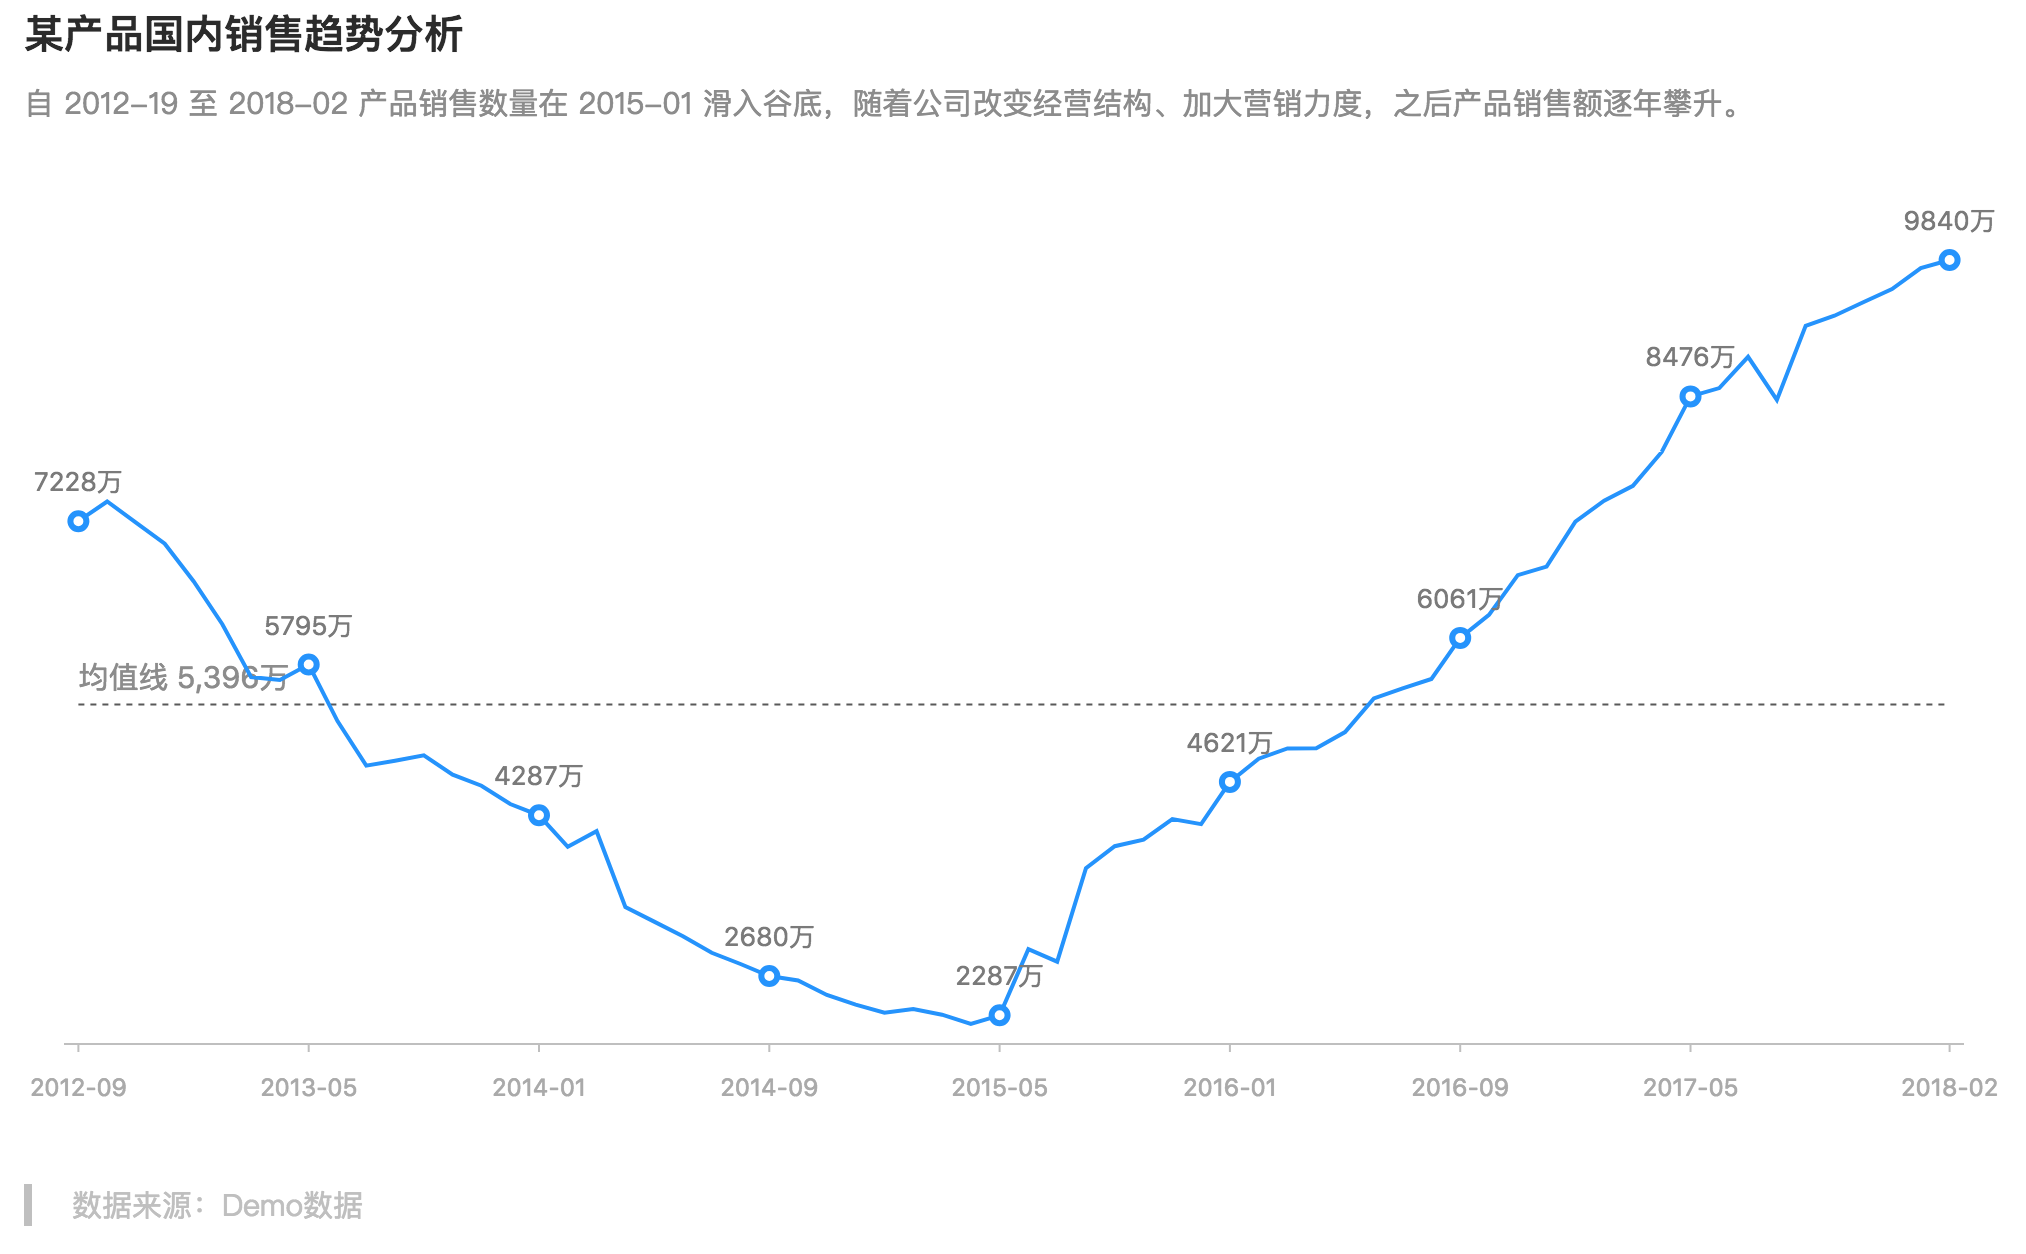 某产品国内销售趋势分析
自 2012–19 至 2018–02 产品销售数量在 2015–01 滑入谷底，随着公司改变经营结构、加大营销力度，之后产品销售额逐年攀升。
9840万
8476万
7228万
6061万
5795万
均值线 5,396万
4621万
4287万
2680万
2287万
2012-09 2013-05 2014-01 2014-09 2015-05 2016-01 2016-09 2017-05 2018-02
数据来源：Demo数据